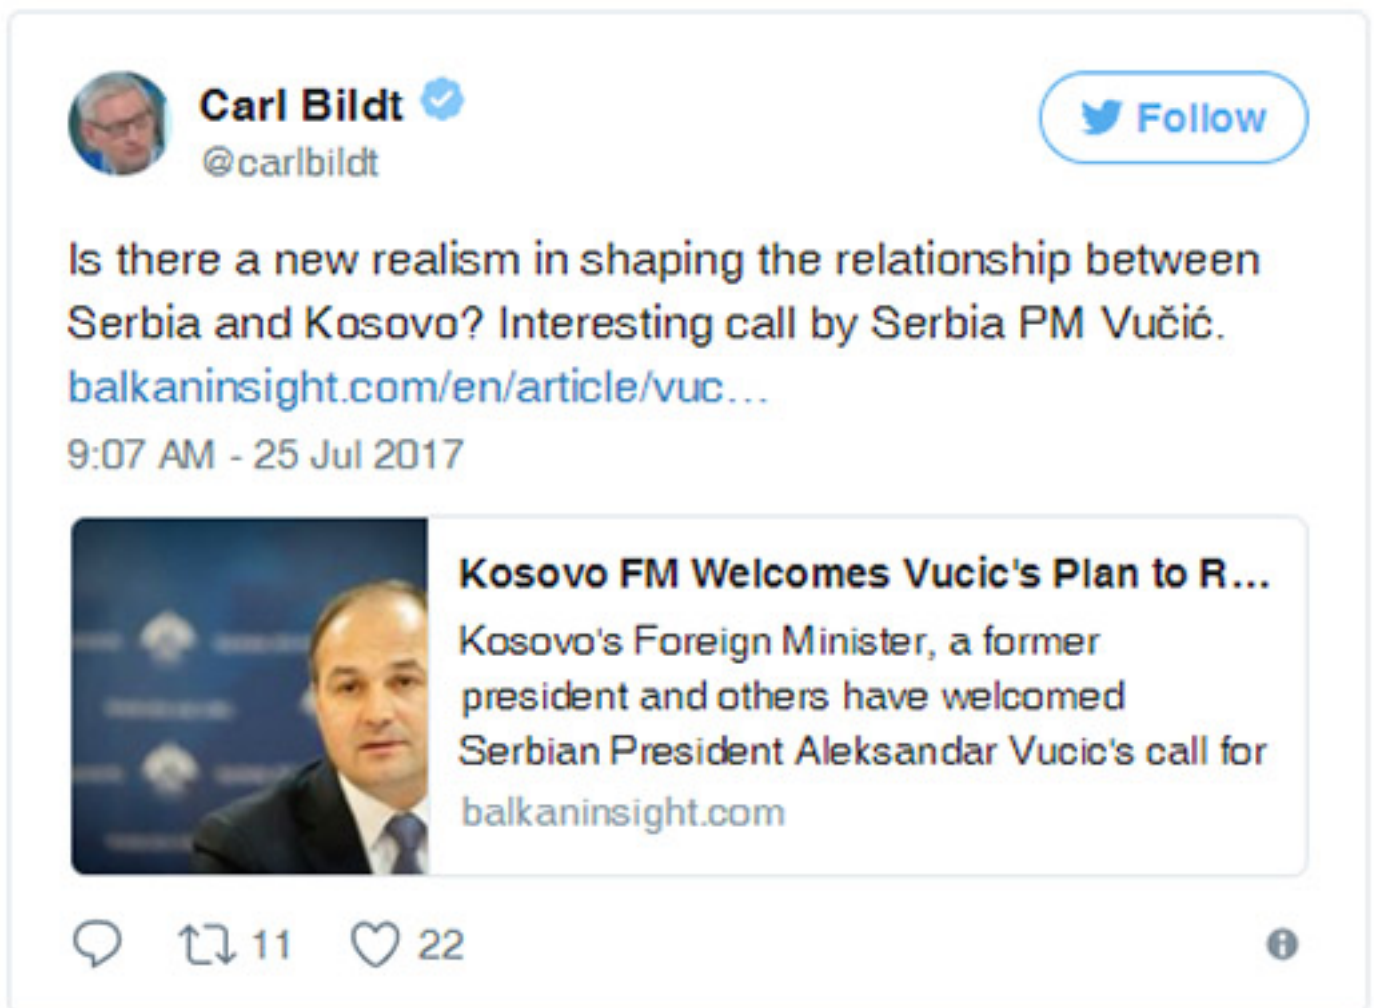 Carl Bildt
@carlbildt
Follow
Is there a new realism in shaping the relationship between
Serbia and Kosovo? Interesting call by Serbia PM Vučić.
balkaninsight.com/en/article/vuc...
9:07 AM - 25 Jul 2017
Kosovo FM Welcomes Vucic's Plan to R...
Kosovo's Foreign Minister, a former
president and others have welcomed
Serbian President Aleksandar Vucic's call for
balkaninsight.com
11 22